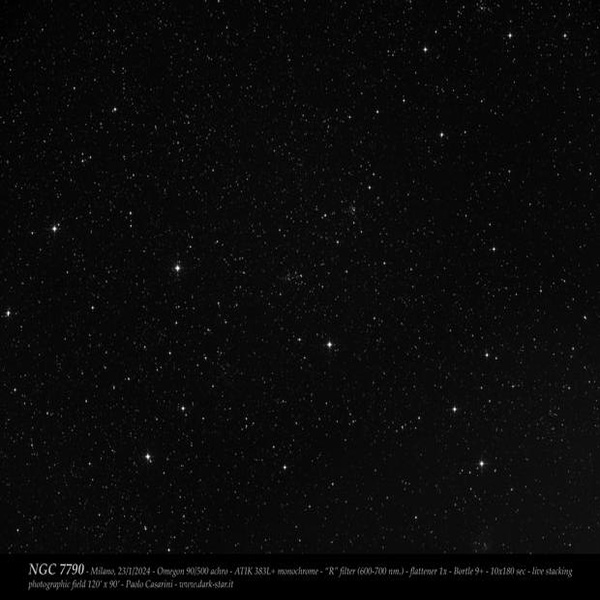 NGC 7790 - Milano, 23/1/2024 - Omegon 90/500 achro - ATIK 383L+ monochrome - "R" filter (600-700 nm.) - flattener 1x - Bortle 9+ - 10x180 sec - live stacking
photographic field 120' x 90' - Paolo Casarini - www.dark-star.it